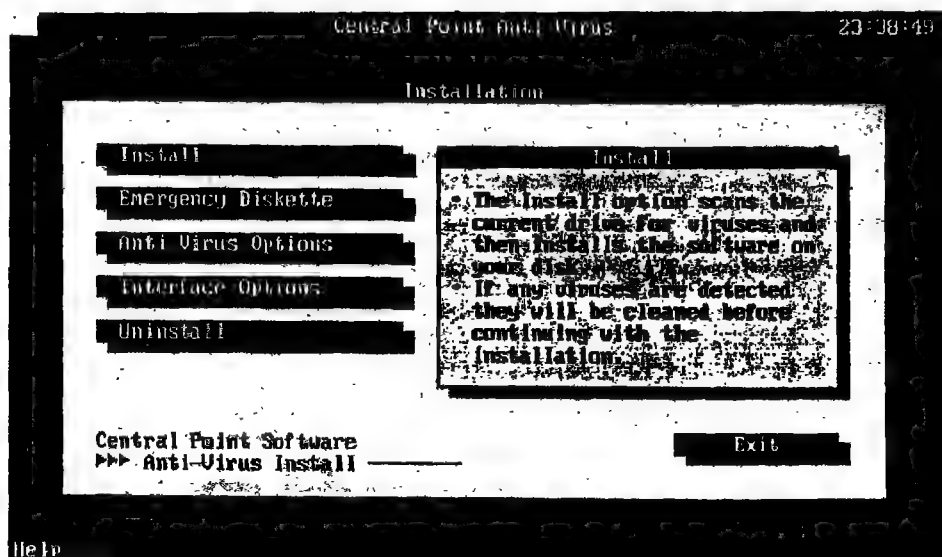 Central Point Anti Virus 23:38:49
Installation
Install
Emergency Diskette
Anti Virus Options
Interface Options
Uninstall
Install
• The Install option scans the
current drive for viruses and
then installs the software on
your disk.
• If any viruses are detected
they will be cleaned before
continuing with the
installation.
Central Point Software
►►► Anti-Virus Install
Exit
Help